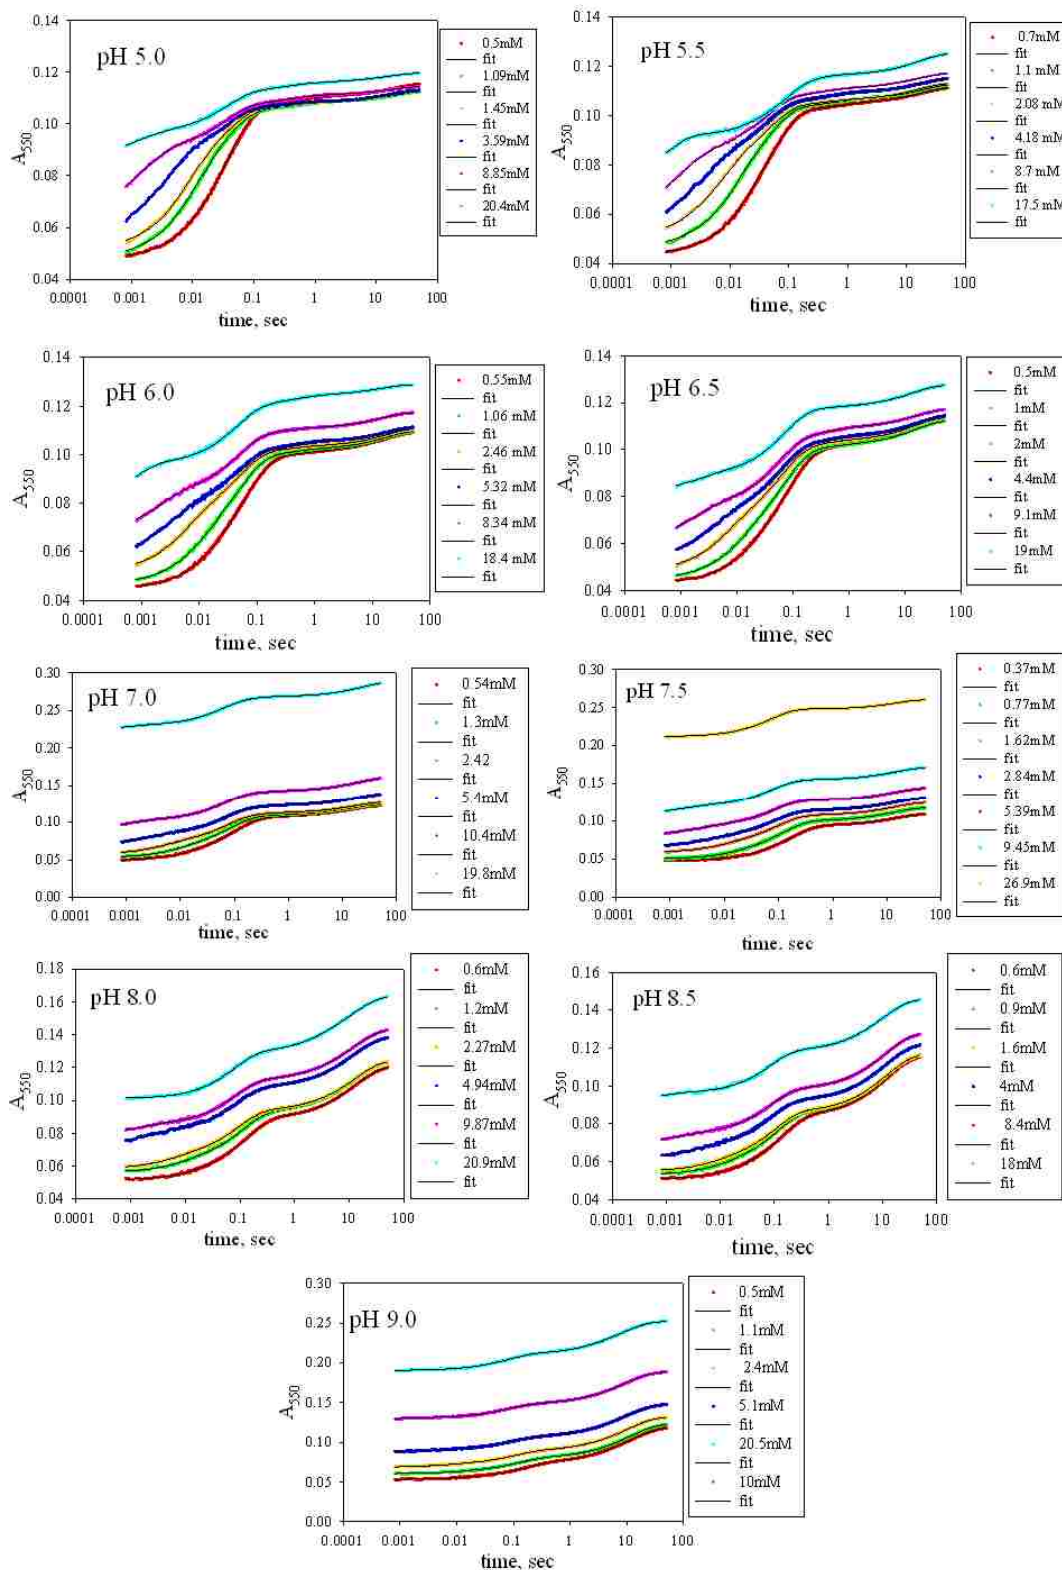 pH 5.0
A550
0.14
0.12
0.10
0.08
0.06
0.04
0.0001 0.001 0.01 0.1 1 10 100
time, sec
0.5mM
fit
1.09mM
fit
1.45mM
fit
3.59mM
fit
8.85mM
fit
20.4mM
fit
pH 5.5
A550
0.14
0.12
0.10
0.08
0.06
0.04
0.0001 0.001 0.01 0.1 1 10 100
time, sec
0.7mM
fit
1.1 mM
fit
2.08 mM
fit
4.18 mM
fit
8.7 mM
fit
17.5 mM
fit
pH 6.0
A550
0.14
0.12
0.10
0.08
0.06
0.04
0.0001 0.001 0.01 0.1 1 10 100
time, sec
0.55mM
fit
1.06 mM
fit
2.46 mM
fit
5.32 mM
fit
8.34 mM
fit
18.4 mM
fit
pH 6.5
A550
0.14
0.12
0.10
0.08
0.06
0.04
0.0001 0.001 0.01 0.1 1 10 100
time, sec
0.5mM
fit
1mM
2mM
fit
4.4mM
fit
9.1mM
fit
19mM
fit
pH 7.0
A550
0.30
0.25
0.20
0.15
0.10
0.05
0.00
0.0001 0.001 0.01 0.1 1 10 100
time, sec
0.54mM
fit
1.3mM
fit
2.42
fit
5.4mM
fit
10.4mM
fit
19.8mM
fit
pH 7.5
A550
0.30
0.25
0.20
0.15
0.10
0.05
0.00
0.0001 0.001 0.01 0.1 1 10 100
time, sec
0.37mM
fit
0.77mM
fit
1.62mM
fit
2.84mM
fit
5.39mM
fit
9.45mM
fit
26.9mM
fit
pH 8.0
A550
0.18
0.16
0.14
0.12
0.10
0.08
0.06
0.04
0.0001 0.001 0.01 0.1 1 10 100
time, sec
0.6mM
fit
1.2mM
fit
2.27mM
fit
4.94mM
fit
9.87mM
fit
20.9mM
fit
pH 8.5
A550
0.16
0.14
0.12
0.10
0.08
0.06
0.04
0.0001 0.001 0.01 0.1 1 10 100
time, sec
0.6mM
fit
0.9mM
fit
1.6mM
fit
4mM
fit
8.4mM
fit
18mM
fit
pH 9.0
A550
0.30
0.25
0.20
0.15
0.10
0.05
0.00
0.0001 0.001 0.01 0.1 1 10 100
time, sec
0.5mM
fit
1.1mM
fit
2.4mM
fit
5.1mM
fit
20.5mM
fit
10mM
fit